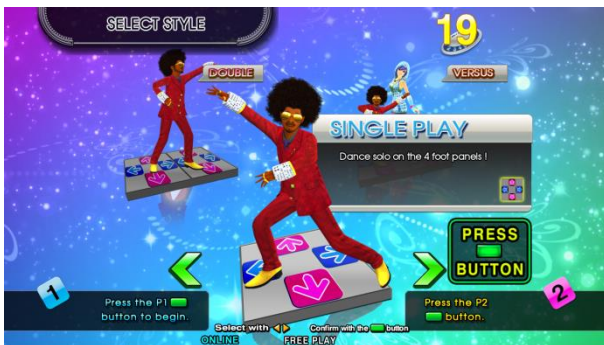 SELECT STYLE
19
DOUBLE
VERSUS
SINGLE PLAY
Dance solo on the 4 foot panels !
PRESS
BUTTON
1
Press the P1
button to begin.
Press the P2
button.
2
Select with
Confirm with the button
ONLINE
FREE PLAY